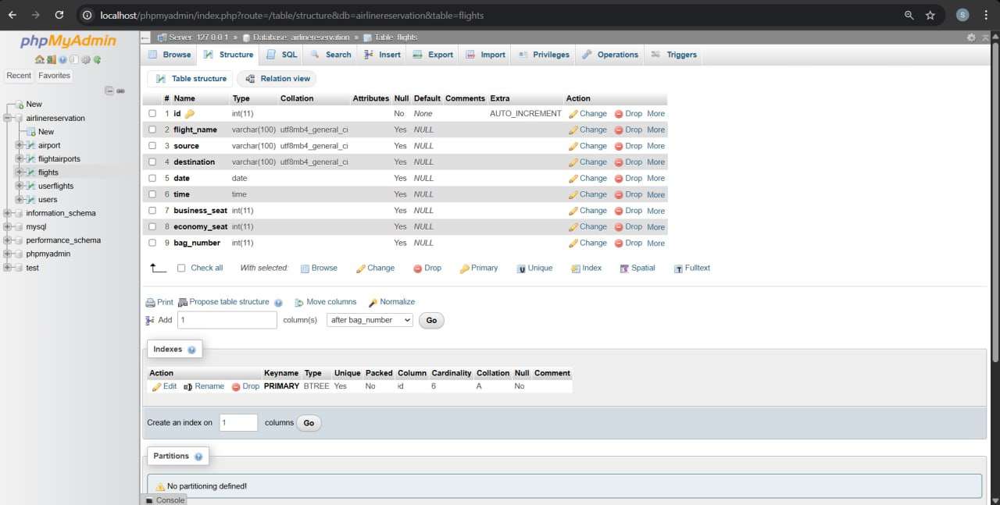 localhost/phpmyadmin/index.php?route=/table/structure&db=airlinereservation&table=flights
S
phpMyAdmin
Recent Favorites
New
airlinereservation
New
airport
flightairports
flights
userflights
users
information_schema
mysql
performance_schema
phpmyadmin
test
Server: 127.0.0.1 » Database: airlinereservation » Table: flights
Browse Structure SQL Search Insert Export Import Privileges Operations Triggers
Table structure Relation view
# Name Type Collation Attributes Null Default Comments Extra Action
1 id int(11) No None AUTO_INCREMENT Change Drop More
2 flight_name varchar(100) utf8mb4_general_ci Yes NULL Change Drop More
3 source varchar(100) utf8mb4_general_ci Yes NULL Change Drop More
4 destination varchar(100) utf8mb4_general_ci Yes NULL Change Drop More
5 date date Yes NULL Change Drop More
6 time time Yes NULL Change Drop More
7 business_seat int(11) Yes NULL Change Drop More
8 economy_seat int(11) Yes NULL Change Drop More
9 bag_number int(11) Yes NULL Change Drop More
Check all With selected: Browse Change Drop Primary Unique Index Spatial Fulltext
Print Propose table structure Move columns Normalize
Add 1 column(s) after bag_number Go
Indexes
Action Keyname Type Unique Packed Column Cardinality Collation Null Comment
Edit Rename Drop PRIMARY BTREE Yes No id 6 A No
Create an index on 1 columns Go
Partitions
No partitioning defined!
Console